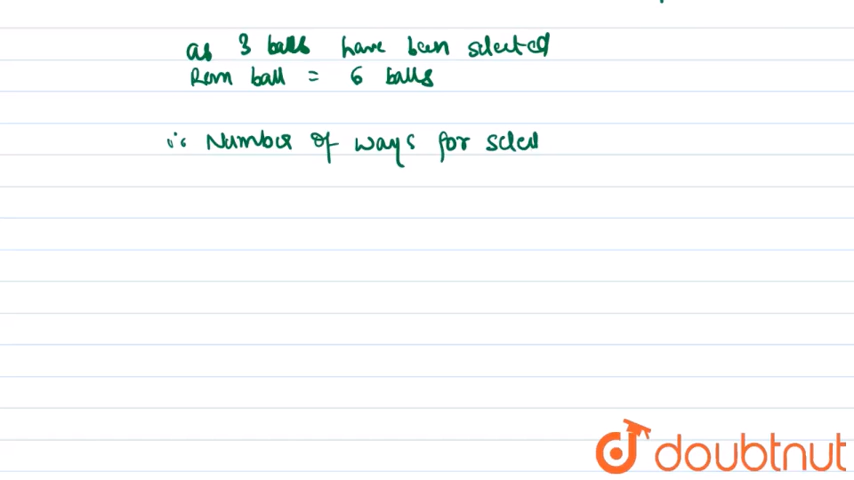 as 3 balls have been selected
Rem ball = 6 balls
∴ Number of ways for selec
doubtnut